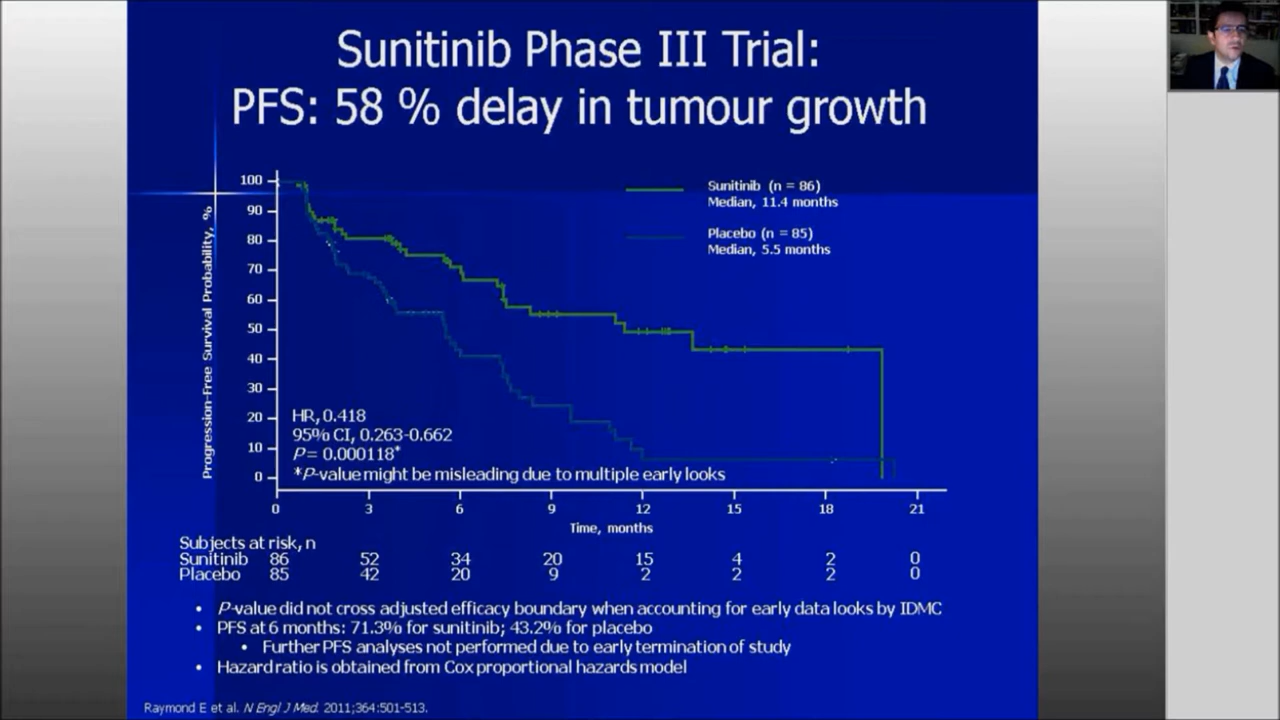 Sunitinib Phase III Trial:
PFS: 58 % delay in tumour growth
Progression-Free Survival Probability, %
100
90
80
70
60
50
40
30
20
10
0
Sunitinib (n = 86)
Median, 11.4 months
Placebo (n = 85)
Median, 5.5 months
HR, 0.418
95% CI, 0.263-0.662
P = 0.000118*
*P-value might be misleading due to multiple early looks
0 3 6 9 12 15 18 21
Time, months
Subjects at risk, n
Sunitinib 86 52 34 20 15 4 2 0
Placebo 85 42 20 9 2 2 2 0
• P-value did not cross adjusted efficacy boundary when accounting for early data looks by IDMC
• PFS at 6 months: 71.3% for sunitinib; 43.2% for placebo
• Further PFS analyses not performed due to early termination of study
• Hazard ratio is obtained from Cox proportional hazards model
Raymond E et al. N Engl J Med. 2011;364:501-513.